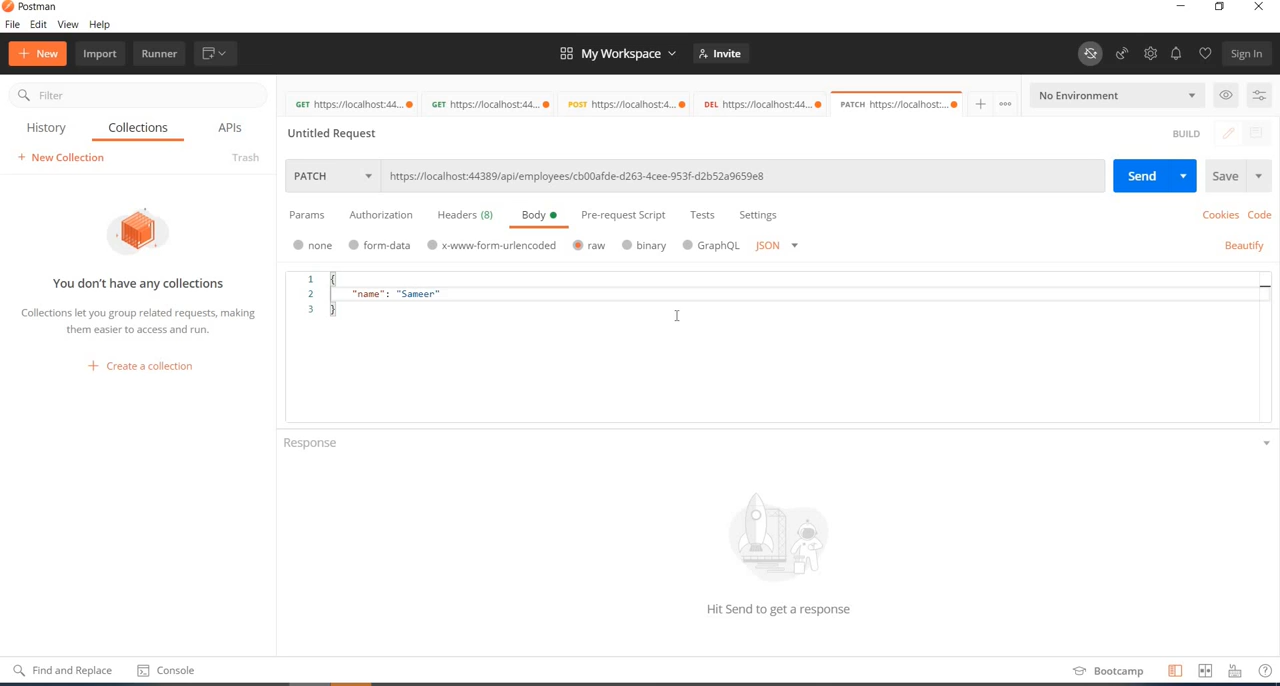 Postman
File Edit View Help
+ New Import Runner My Workspace Invite Sign In
Filter
History Collections APIs
+ New Collection Trash
You don't have any collections
Collections let you group related requests, making
them easier to access and run.
+ Create a collection
GET https://localhost:44... GET https://localhost:44... POST https://localhost:4... DEL https://localhost:44... PATCH https://localhost:... + ooo No Environment
Untitled Request BUILD
PATCH https://localhost:44389/api/employees/cb00afde-d263-4cee-953f-d2b52a9659e8 Send Save
Params Authorization Headers (8) Body Pre-request Script Tests Settings Cookies Code
none form-data x-www-form-urlencoded raw binary GraphQL JSON Beautify
1 {
2 "name": "Sameer"
3 }
Response
Hit Send to get a response
Find and Replace Console Bootcamp